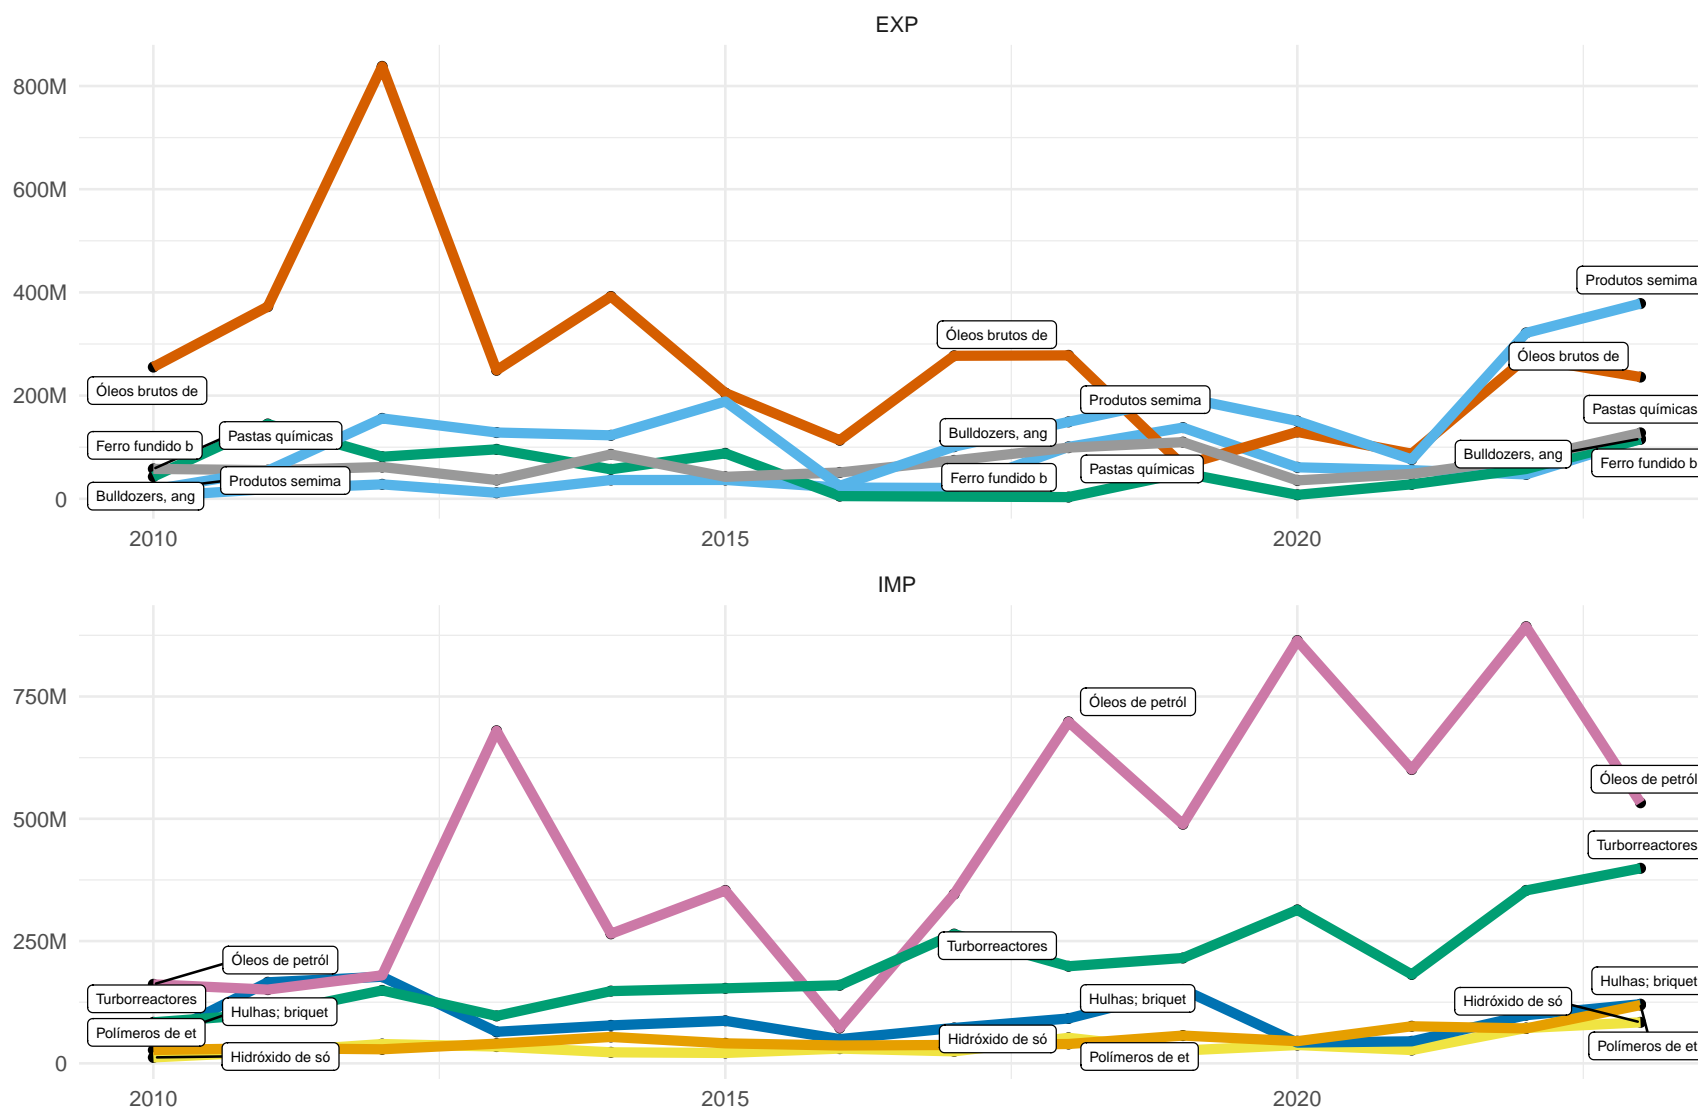 EXP
800M
600M
400M
200M
0
Produtos semima
Óleos brutos de
Óleos brutos de
Óleos brutos de
Produtos semima
Pastas químicas
Ferro fundido b
Pastas químicas
Bulldozers, ang
Bulldozers, ang
Ferro fundido b
Produtos semima
Pastas químicas
Ferro fundido b
Bulldozers, ang
2010
2015
2020
IMP
750M
500M
250M
0
Óleos de petról
Óleos de petról
Turborreactores
Turborreactores
Óleos de petról
Hulhas; briquet
Turborreactores
Hulhas; briquet
Hidróxido de só
Hulhas; briquet
Polímeros de et
Hidróxido de só
Polímeros de et
Hidróxido de só
Polímeros de et
2010
2015
2020